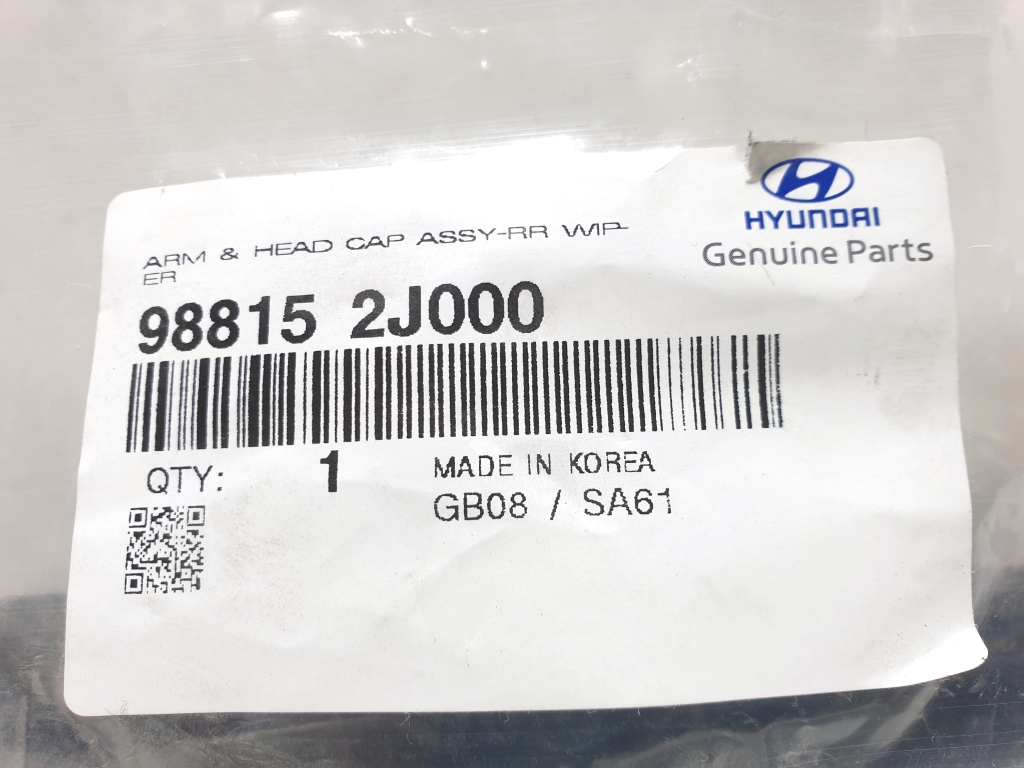 HYUNDAI
Genuine Parts
ARM & HEAD CAP ASSY-RR WIP-
ER
98815 2J000
QTY: 1 MADE IN KOREA
GB08 / SA61